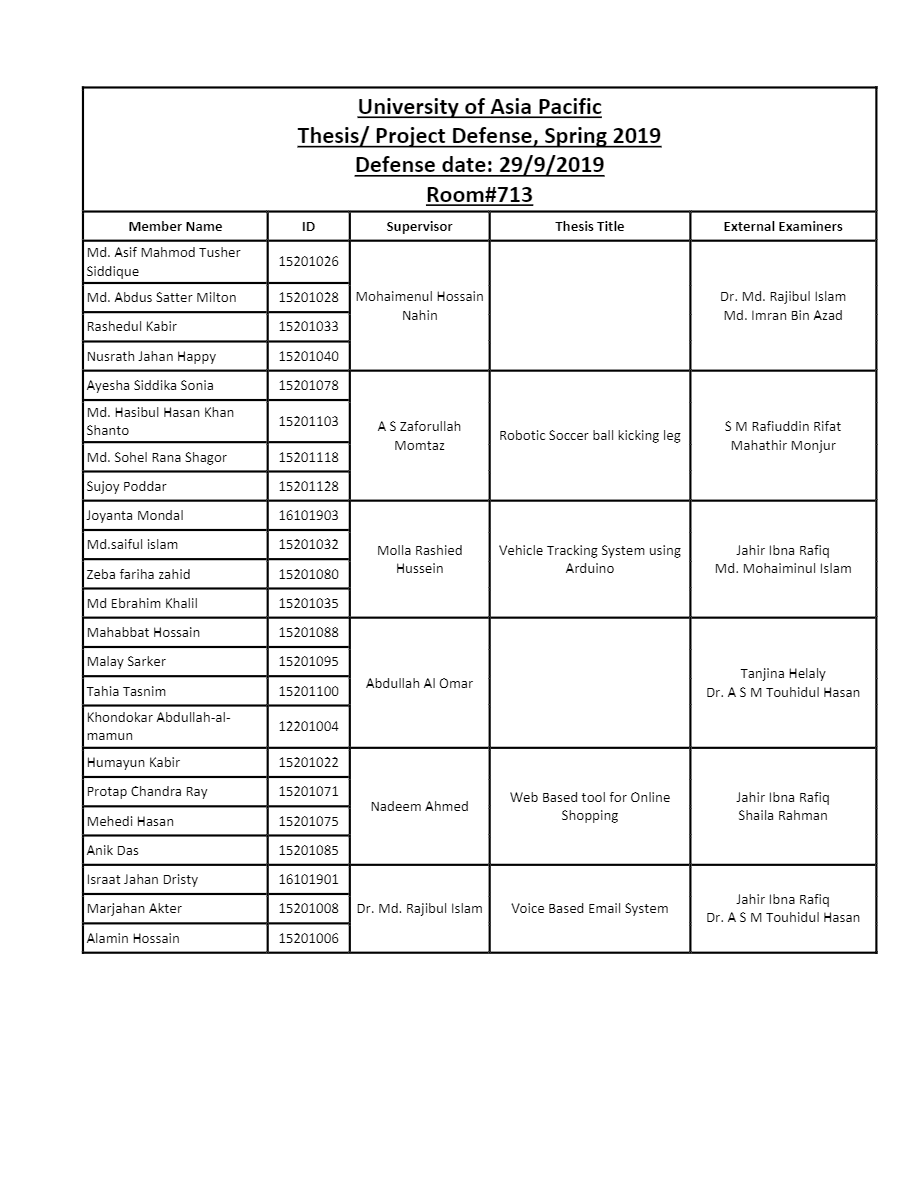 University of Asia Pacific
Thesis/ Project Defense, Spring 2019
Defense date: 29/9/2019
Room#713
Member Name ID Supervisor Thesis Title External Examiners
Md. Asif Mahmod Tusher
Siddique
15201026
Md. Abdus Satter Milton 15201028
Rashedul Kabir 15201033
Nusrath Jahan Happy 15201040
Mohaimenul Hossain
Nahin
Dr. Md. Rajibul Islam
Md. Imran Bin Azad
Ayesha Siddika Sonia 15201078
Md. Hasibul Hasan Khan
Shanto
15201103
Md. Sohel Rana Shagor 15201118
Sujoy Poddar 15201128
A S Zaforullah
Momtaz
Robotic Soccer ball kicking leg
S M Rafiuddin Rifat
Mahathir Monjur
Joyanta Mondal 16101903
Md.saiful islam 15201032
Zeba fariha zahid 15201080
Md Ebrahim Khalil 15201035
Molla Rashied
Hussein
Vehicle Tracking System using
Arduino
Jahir Ibna Rafiq
Md. Mohaiminul Islam
Mahabbat Hossain 15201088
Malay Sarker 15201095
Tahia Tasnim 15201100
Khondokar Abdullah-al-
mamun
12201004
Abdullah Al Omar
Tanjina Helaly
Dr. A S M Touhidul Hasan
Humayun Kabir 15201022
Protap Chandra Ray 15201071
Mehedi Hasan 15201075
Anik Das 15201085
Nadeem Ahmed
Web Based tool for Online
Shopping
Jahir Ibna Rafiq
Shaila Rahman
Israat Jahan Dristy 16101901
Marjahan Akter 15201008
Alamin Hossain 15201006
Dr. Md. Rajibul Islam
Voice Based Email System
Jahir Ibna Rafiq
Dr. A S M Touhidul Hasan